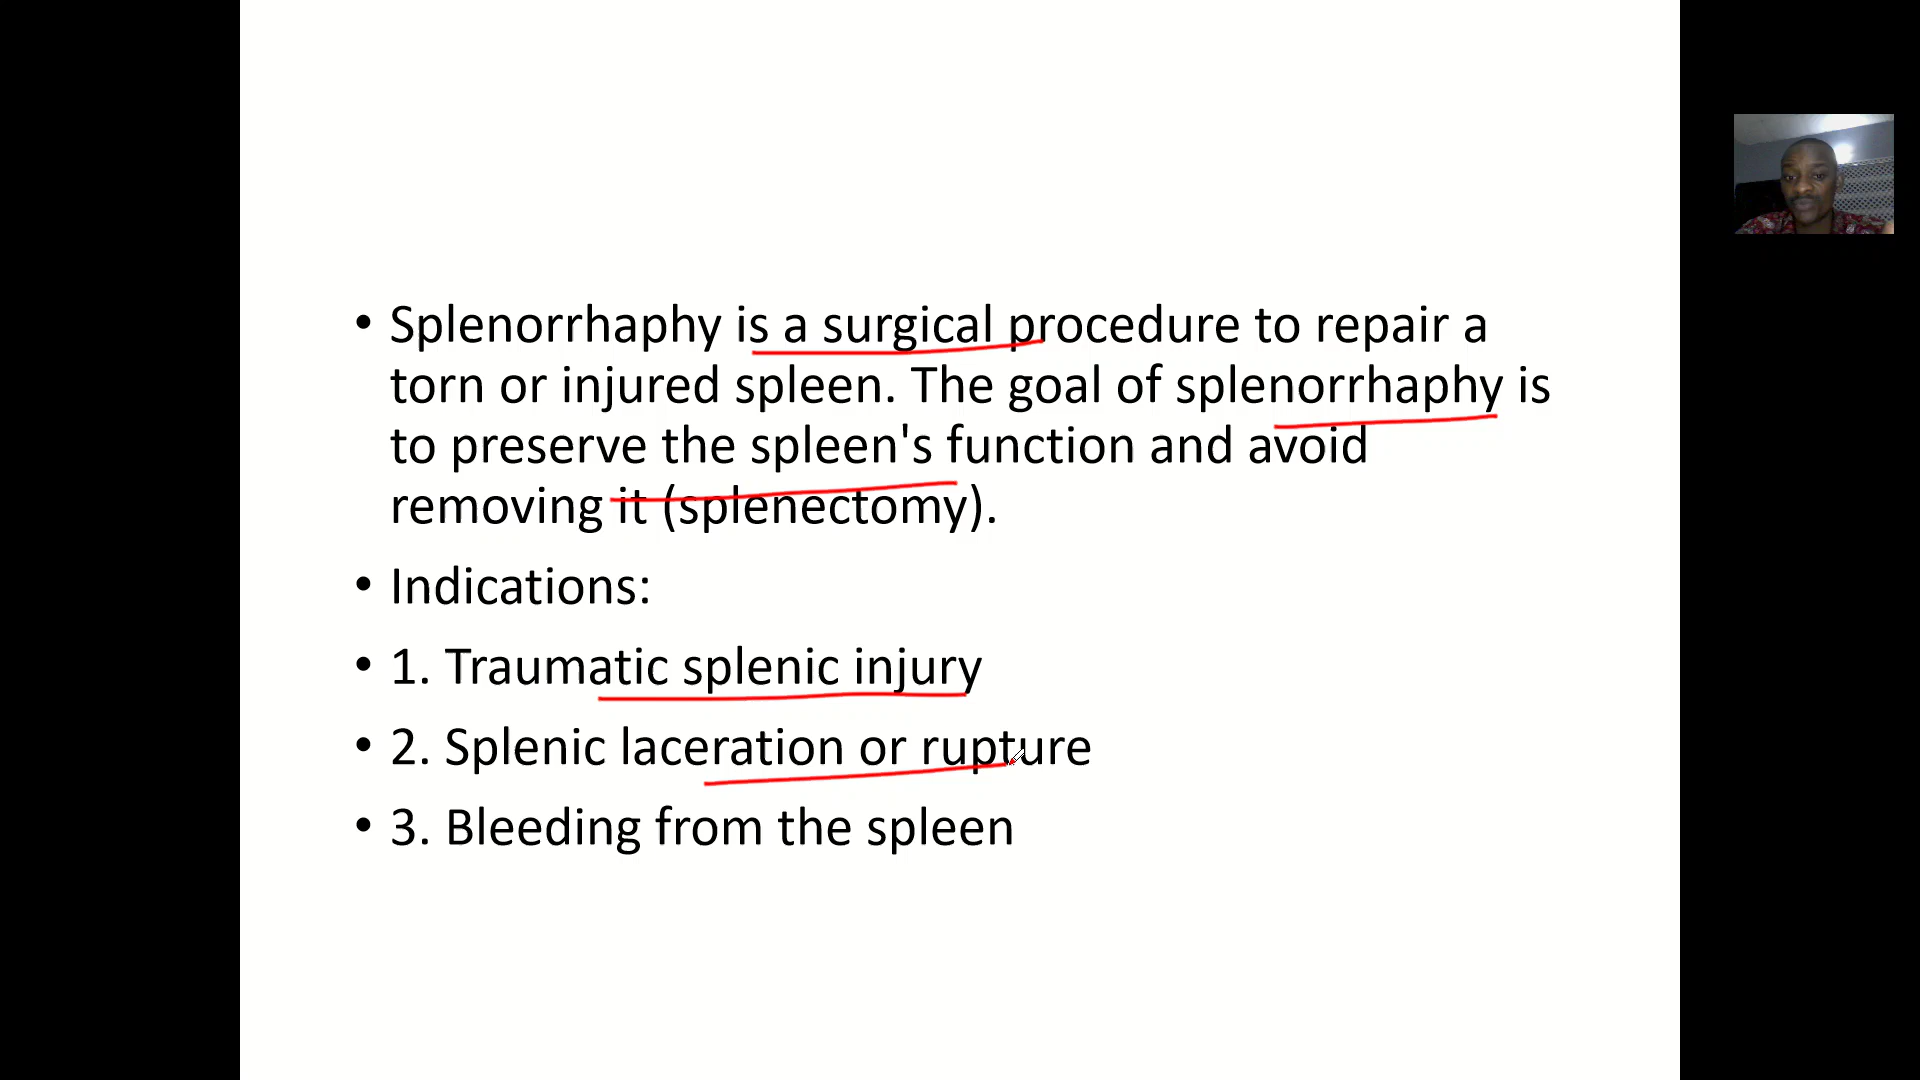 • Splenorrhaphy is a surgical procedure to repair a
torn or injured spleen. The goal of splenorrhaphy is
to preserve the spleen's function and avoid
removing it (splenectomy).
• Indications:
• 1. Traumatic splenic injury
• 2. Splenic laceration or rupture
• 3. Bleeding from the spleen